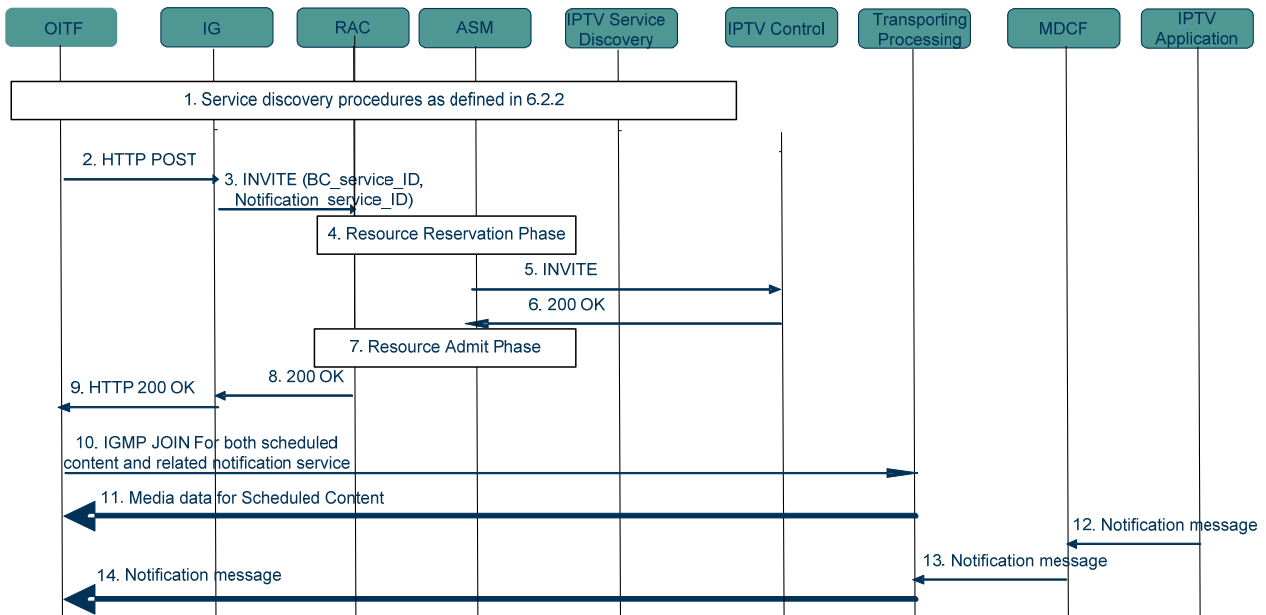 OITF
IG
RAC
ASM
IPTV Service
Discovery
IPTV Control
Transporting
Processing
MDCF
IPTV
Application
1. Service discovery procedures as defined in 6.2.2
2. HTTP POST
3. INVITE (BC_service_ID,
Notification_service_ID)
4. Resource Reservation Phase
5. INVITE
6. 200 OK
7. Resource Admit Phase
8. 200 OK
9. HTTP 200 OK
10. IGMP JOIN For both scheduled
content and related notification service
11. Media data for Scheduled Content
12. Notification message
13. Notification message
14. Notification message